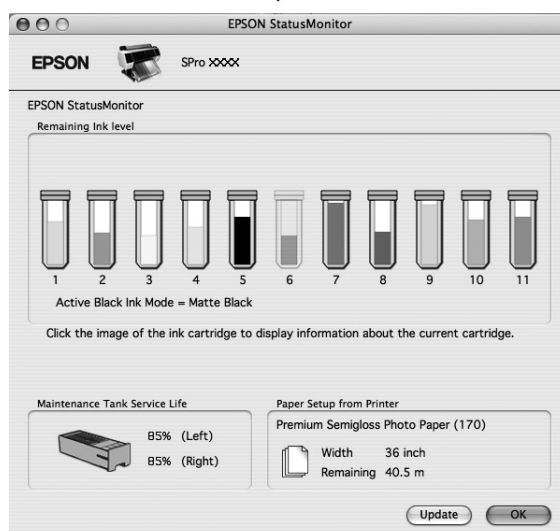 EPSON StatusMonitor
EPSON
SPro XXXX
EPSON StatusMonitor
Remaining Ink level
1 2 3 4 5 6 7 8 9 10 11
Active Black Ink Mode = Matte Black
Click the image of the ink cartridge to display information about the current cartridge.
Maintenance Tank Service Life
85% (Left)
85% (Right)
Paper Setup from Printer
Premium Semigloss Photo Paper (170)
Width 36 inch
Remaining 40.5 m
Update OK